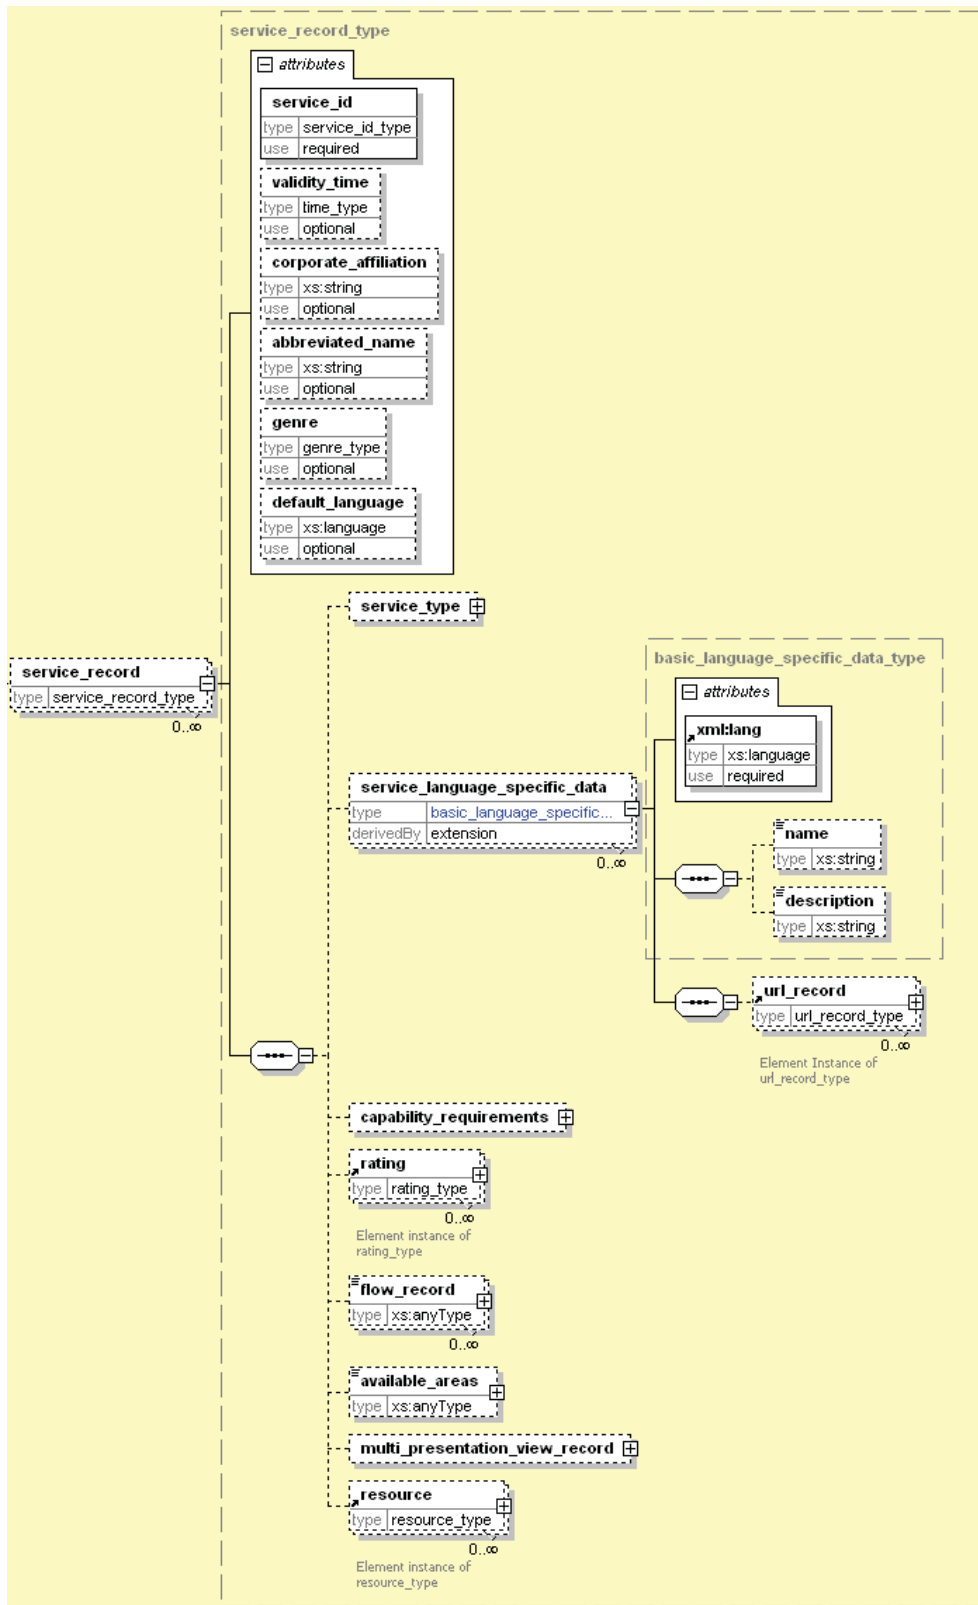 service_record_type
attributes
service_id
type service_id_type
use required
validity_time
type time_type
use optional
corporate_affiliation
type xs:string
use optional
abbreviated_name
type xs:string
use optional
genre
type genre_type
use optional
default_language
type xs:language
use optional
service_record
type service_record_type
0..∞
service_type
service_language_specific_data
type basic_language_specific...
derivedBy extension
0..∞
basic_language_specific_data_type
attributes
xml:lang
type xs:language
use required
name
type xs:string
description
type xs:string
url_record
type url_record_type
0..∞
Element Instance of
url_record_type
capability_requirements
rating
type rating_type
0..∞
Element instance of
rating_type
flow_record
type xs:anyType
0..∞
available_areas
type xs:anyType
multi_presentation_view_record
resource
type resource_type
0..∞
Element instance of
resource_type